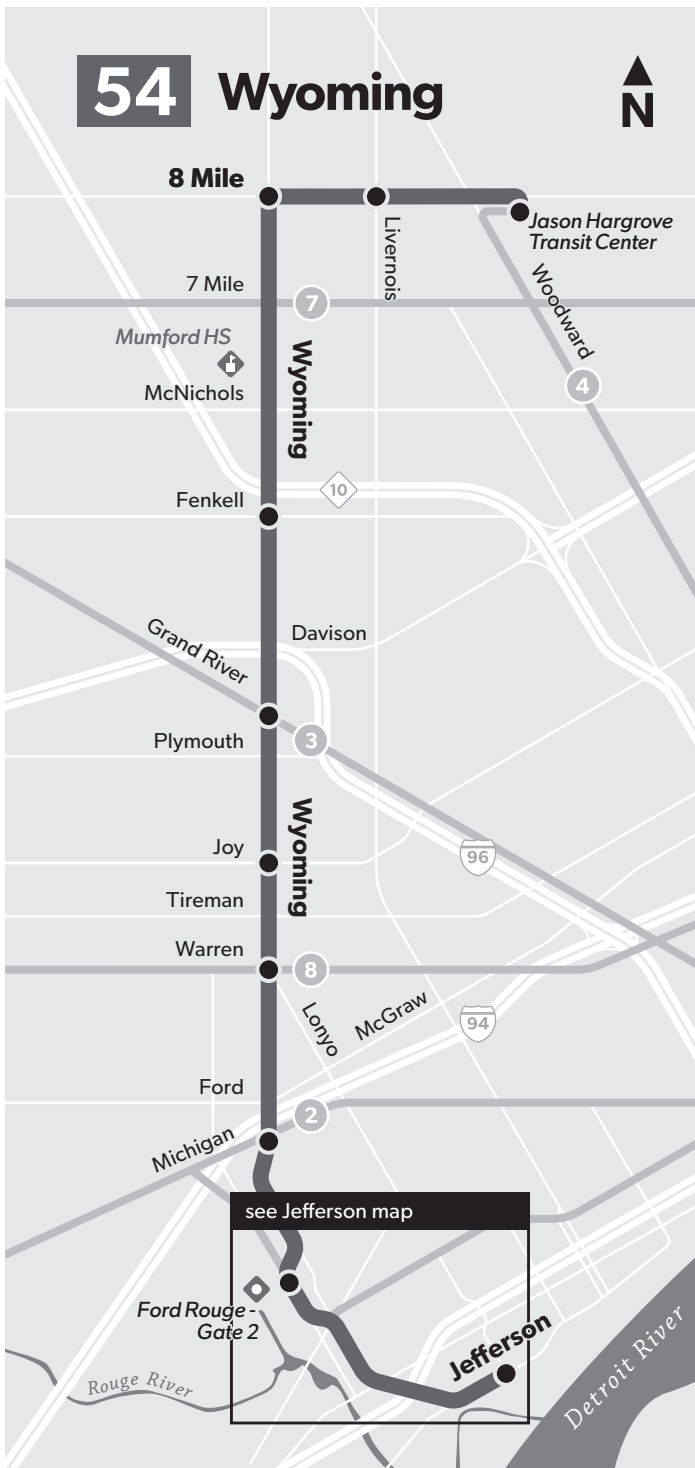 54 Wyoming
N
8 Mile
Jason Hargrove
Transit Center
Livernois
Woodward
7 Mile
7
Mumford HS
McNichols
Wyoming
4
10
Fenkell
Davison
Grand River
Plymouth
3
Wyoming
Joy
96
Tireman
Warren
8
Lonyo
McGraw
94
Ford
2
Michigan
see Jefferson map
Ford Rouge -
Gate 2
Jefferson
Rouge River
Detroit River